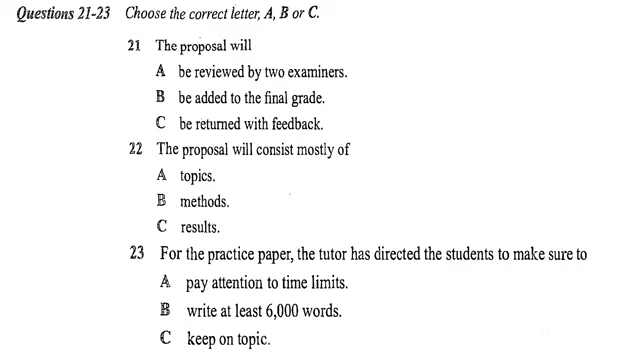 Questions 21-23 Choose the correct letter, A, B or C.
21 The proposal will
A be reviewed by two examiners.
B be added to the final grade.
C be returned with feedback.
22 The proposal will consist mostly of
A topics.
B methods.
C results.
23 For the practice paper, the tutor has directed the students to make sure to
A pay attention to time limits.
B write at least 6,000 words.
C keep on topic.